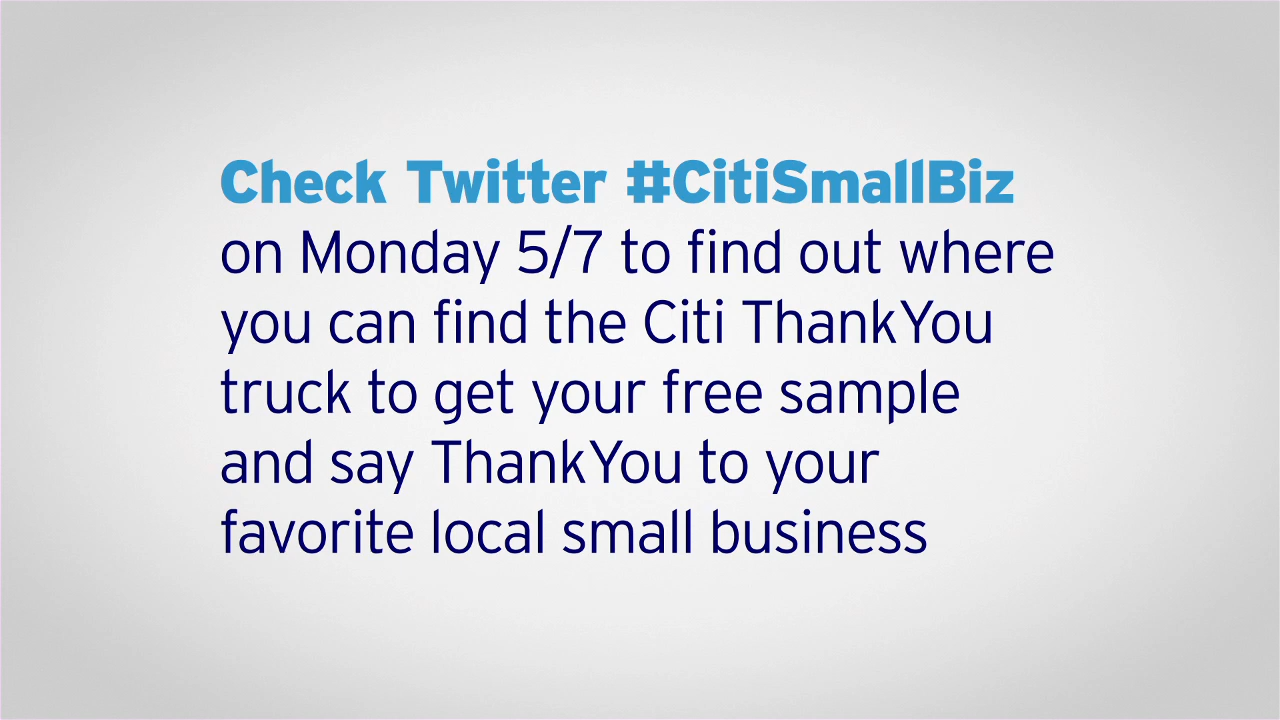 Check Twitter #CitiSmallBiz
on Monday 5/7 to find out where
you can find the Citi ThankYou
truck to get your free sample
and say ThankYou to your
favorite local small business